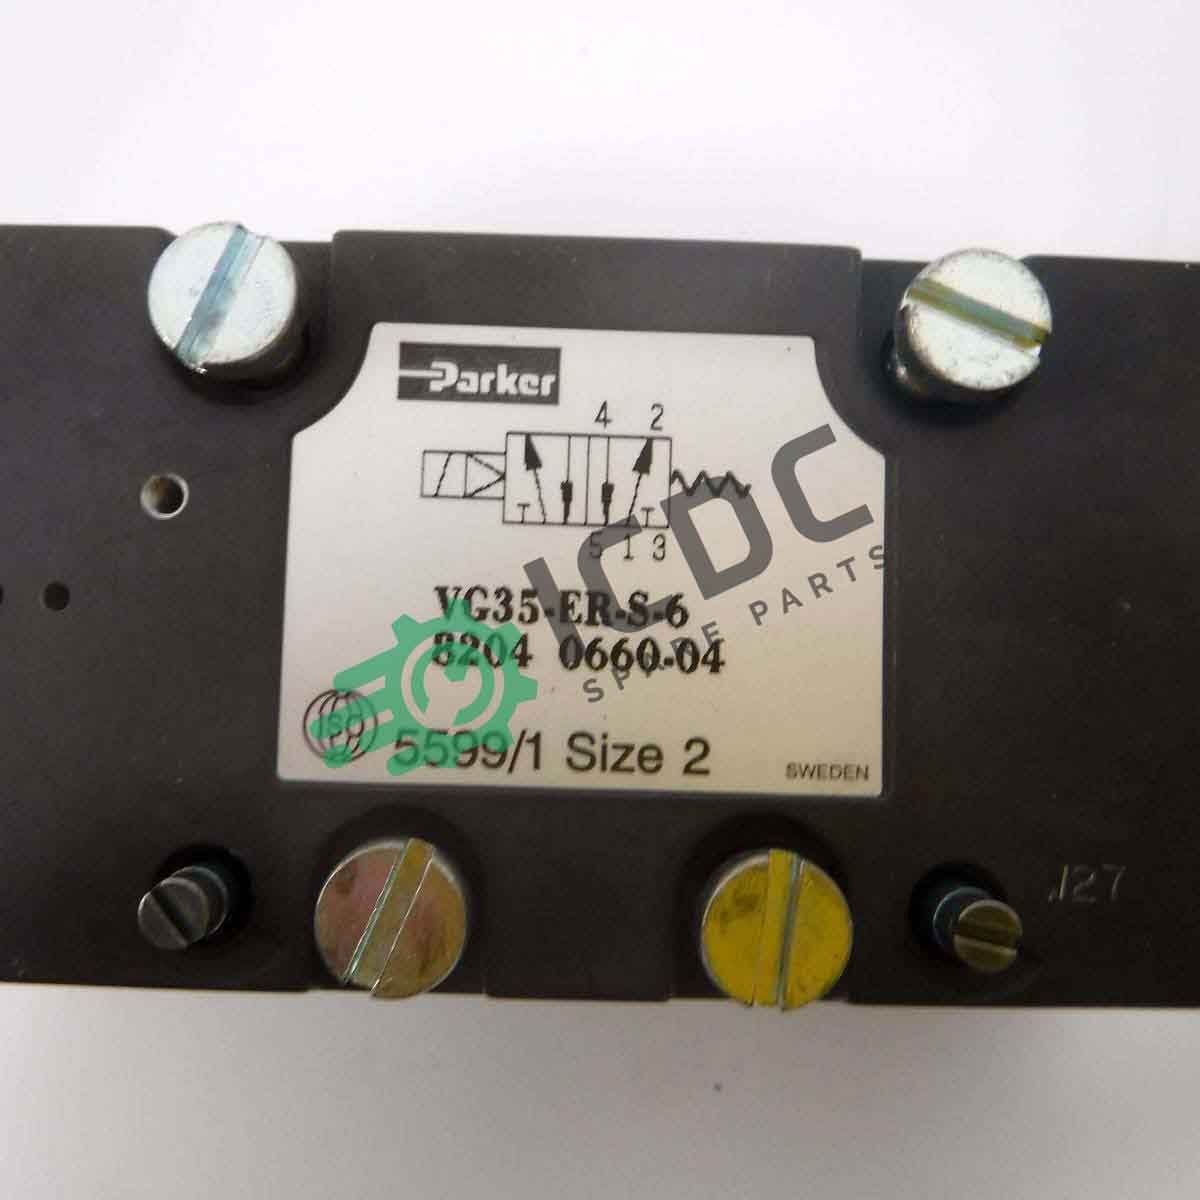 Parker
4 2
5 1 3
VG35-ER-S-6
8204 0660-04
ISO
5599/1 Size 2
SWEDEN
J27
ICDC
SPARE PARTS